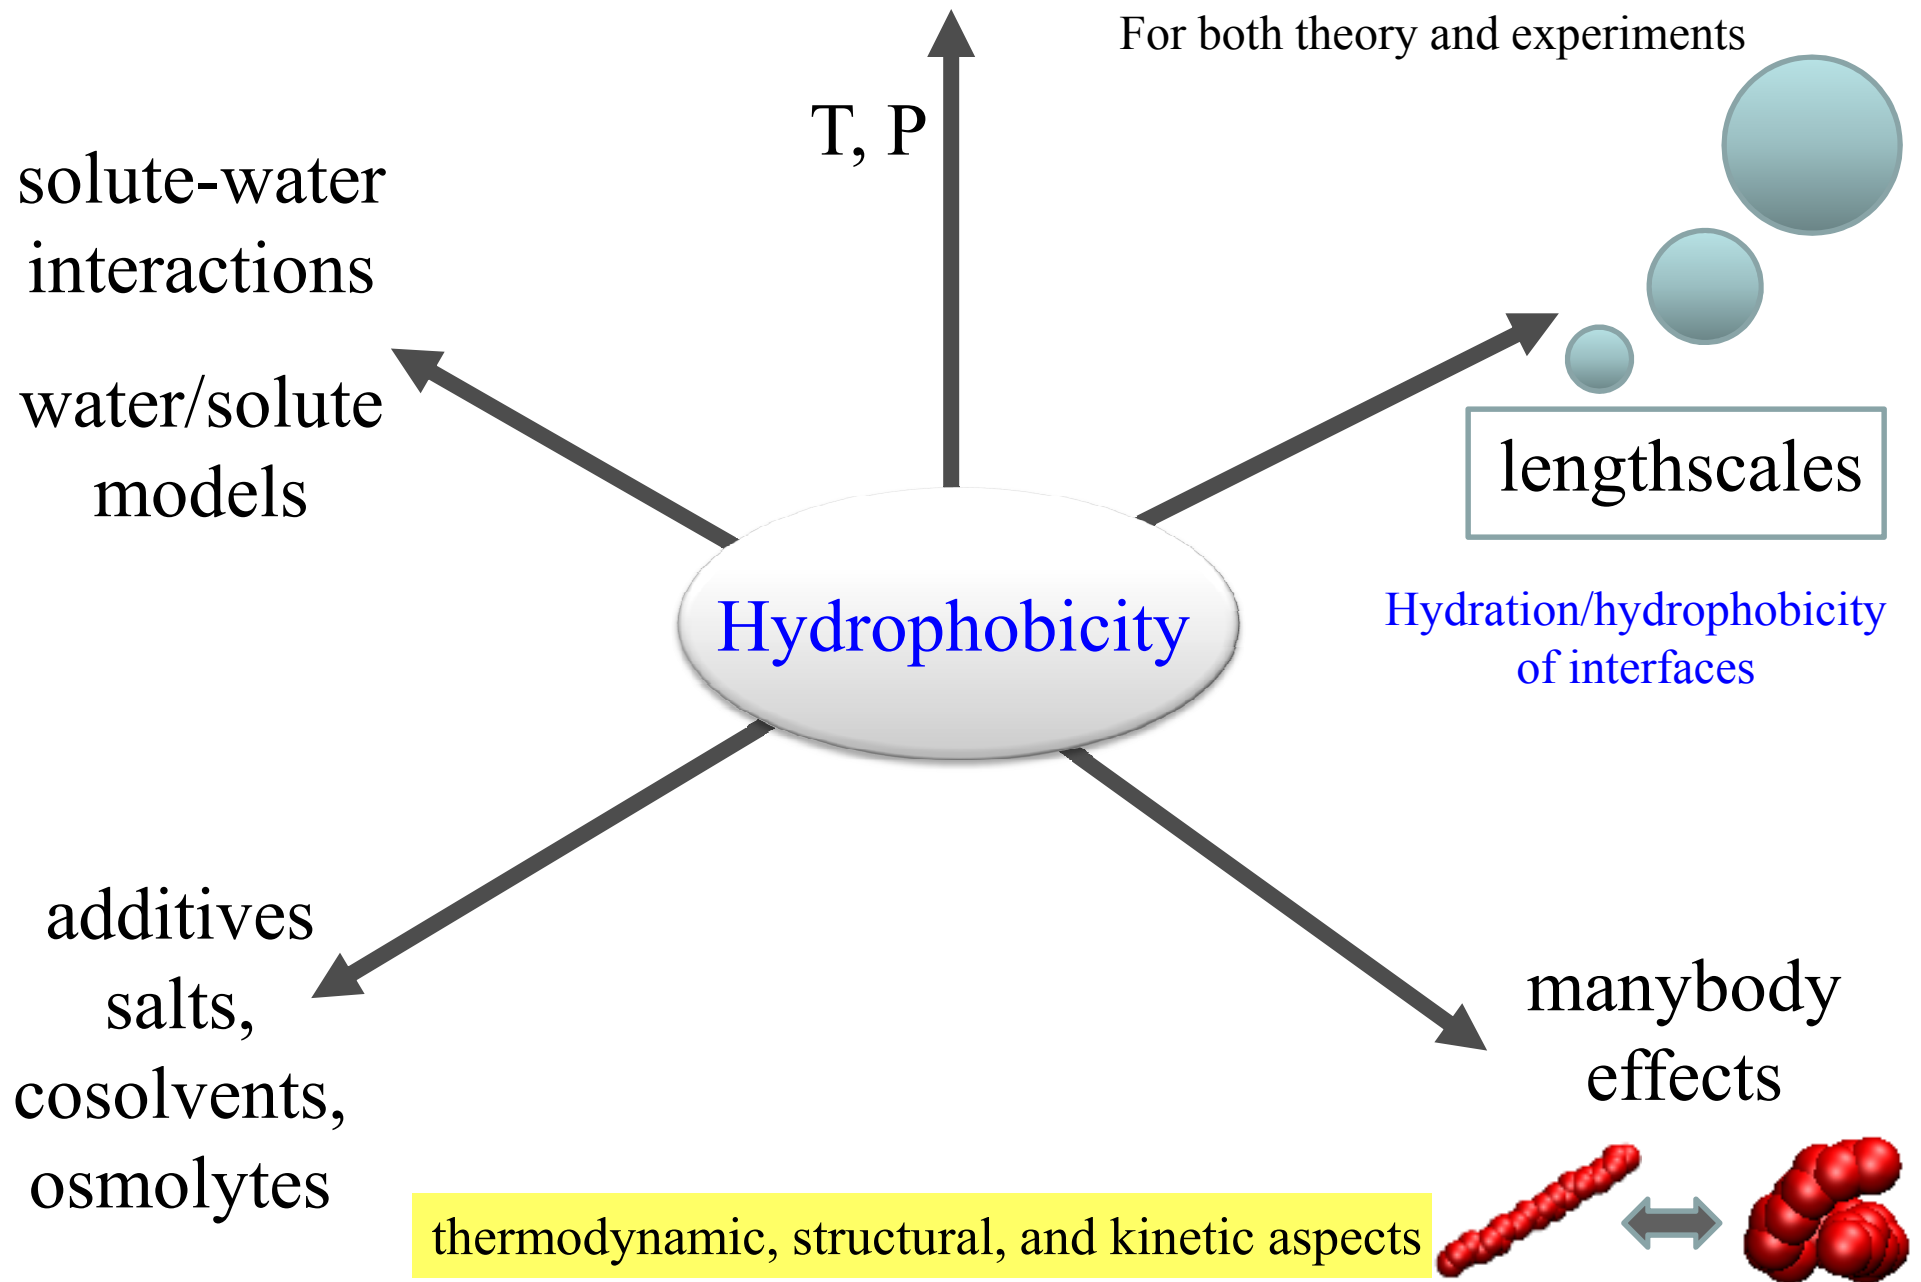 For both theory and experiments
T, P
solute-water
interactions
water/solute
models
lengthscales
Hydrophobicity
Hydration/hydrophobicity
of interfaces
additives
salts,
cosolvents,
osmolytes
manybody
effects
thermodynamic, structural, and kinetic aspects